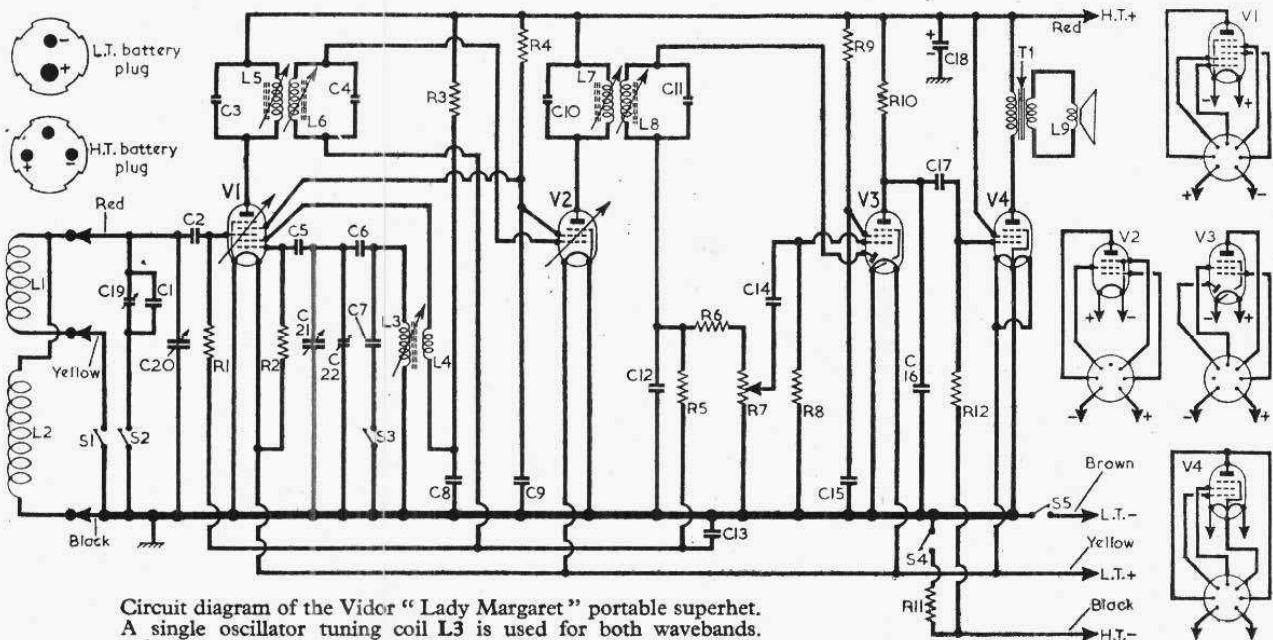 L.T. battery
plug
H.T. battery
plug
Red
H.T.+
R4
R9
C18
+
-
T1
V1
L5
C3
C4
L6
R3
L7
C10
L8
C11
R10
L9
C17
V1
V2
V3
V4
Red
C2
C5
C6
L1
C19
C1
C20
R1
R2
C
21
C
22
C7
L3
L4
C14
R6
C
16
V2
V3
Yellow
L2
S1
S2
S3
C12
R5
R7
R8
R12
C8
C9
C15
V4
Brown
S5
L.T.-
Black
C13
S4
Yellow
L.T.+
R11
Black
H.T.-
Circuit diagram of the Vidor "Lady Margaret" portable superhet.
A single oscillator tuning coil L3 is used for both wavebands.